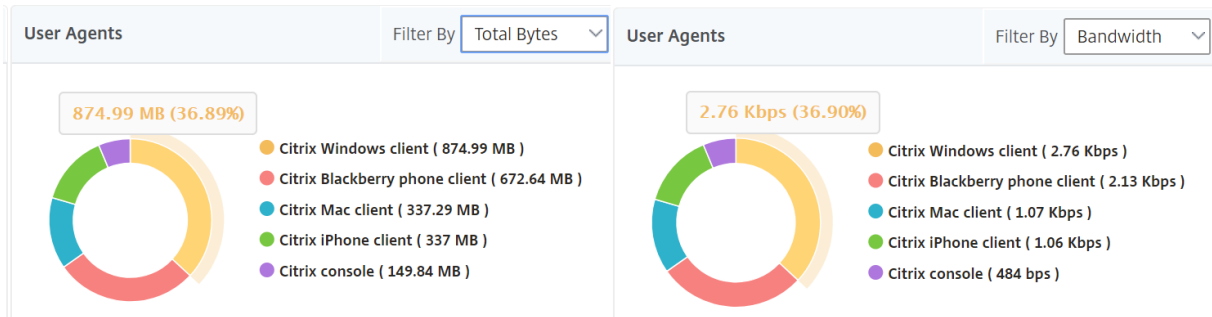 User Agents
Filter By Total Bytes
874.99 MB (36.89%)
Citrix Windows client ( 874.99 MB )
Citrix Blackberry phone client ( 672.64 MB )
Citrix Mac client ( 337.29 MB )
Citrix iPhone client ( 337 MB )
Citrix console ( 149.84 MB )
User Agents
Filter By Bandwidth
2.76 Kbps (36.90%)
Citrix Windows client ( 2.76 Kbps )
Citrix Blackberry phone client ( 2.13 Kbps )
Citrix Mac client ( 1.07 Kbps )
Citrix iPhone client ( 1.06 Kbps )
Citrix console ( 484 bps )